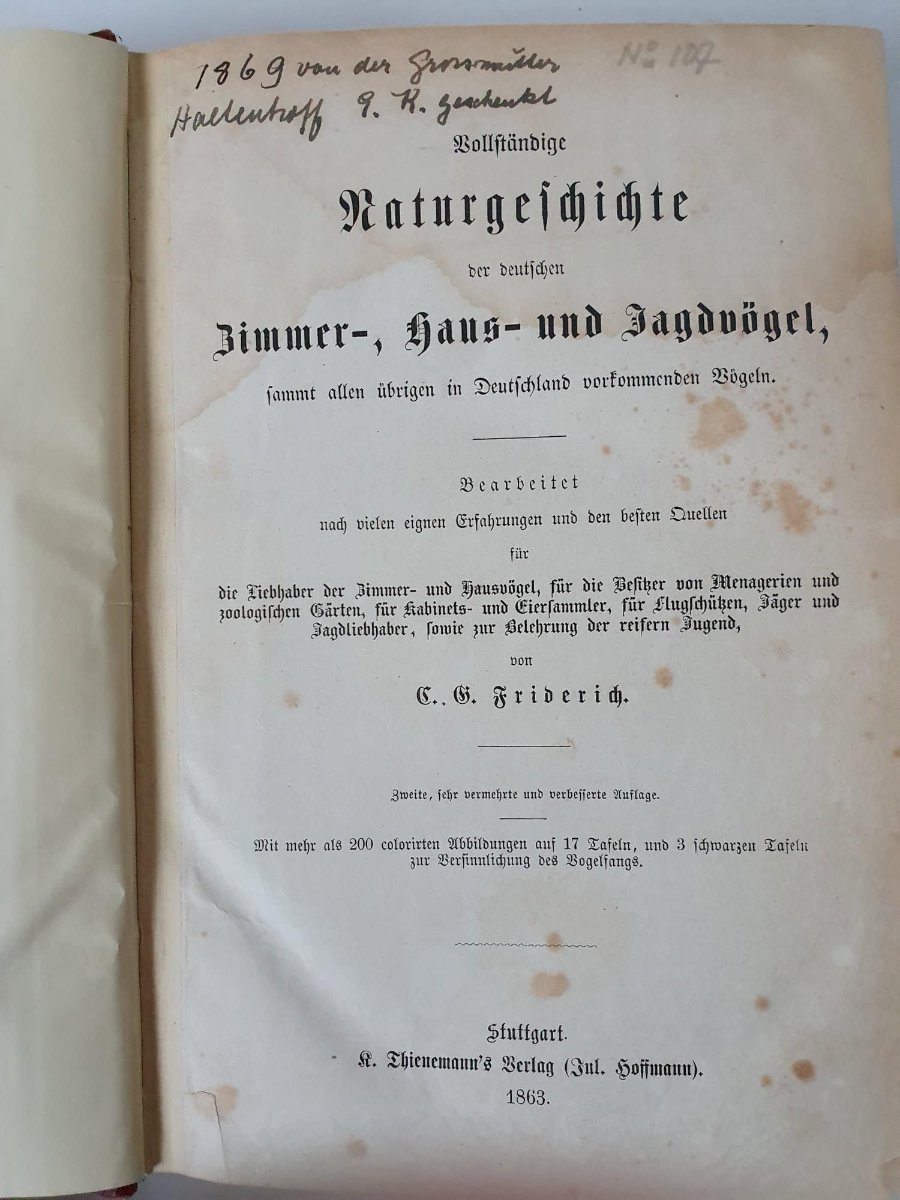 1869 von der Grossmutter
Haltenhoff G. K. geschenkt
No 107
Vollſtändige
Naturgeſchichte
der deutſchen
Zimmer-, Haus- und Jagdvögel,
ſammt allen übrigen in Deutſchland vorkommenden Vögeln.
Bearbeitet
nach vielen eignen Erfahrungen und den beſten Quellen
für
die Liebhaber der Zimmer- und Hausvögel, für die Beſitzer von Menagerien und
zoologiſchen Gärten, für Kabinets- und Eierſammler, für Flugſchützen, Jäger und
Jagdliebhaber, ſowie zur Belehrung der reifern Jugend,
von
C. G. Friderich.
Zweite, ſehr vermehrte und verbeſſerte Auflage.
Mit mehr als 200 colorirten Abbildungen auf 17 Tafeln, und 3 ſchwarzen Tafeln
zur Verſinnlichung des Vogelfangs.
Stuttgart.
K. Thienemann's Verlag (Jul. Hoffmann).
1863.